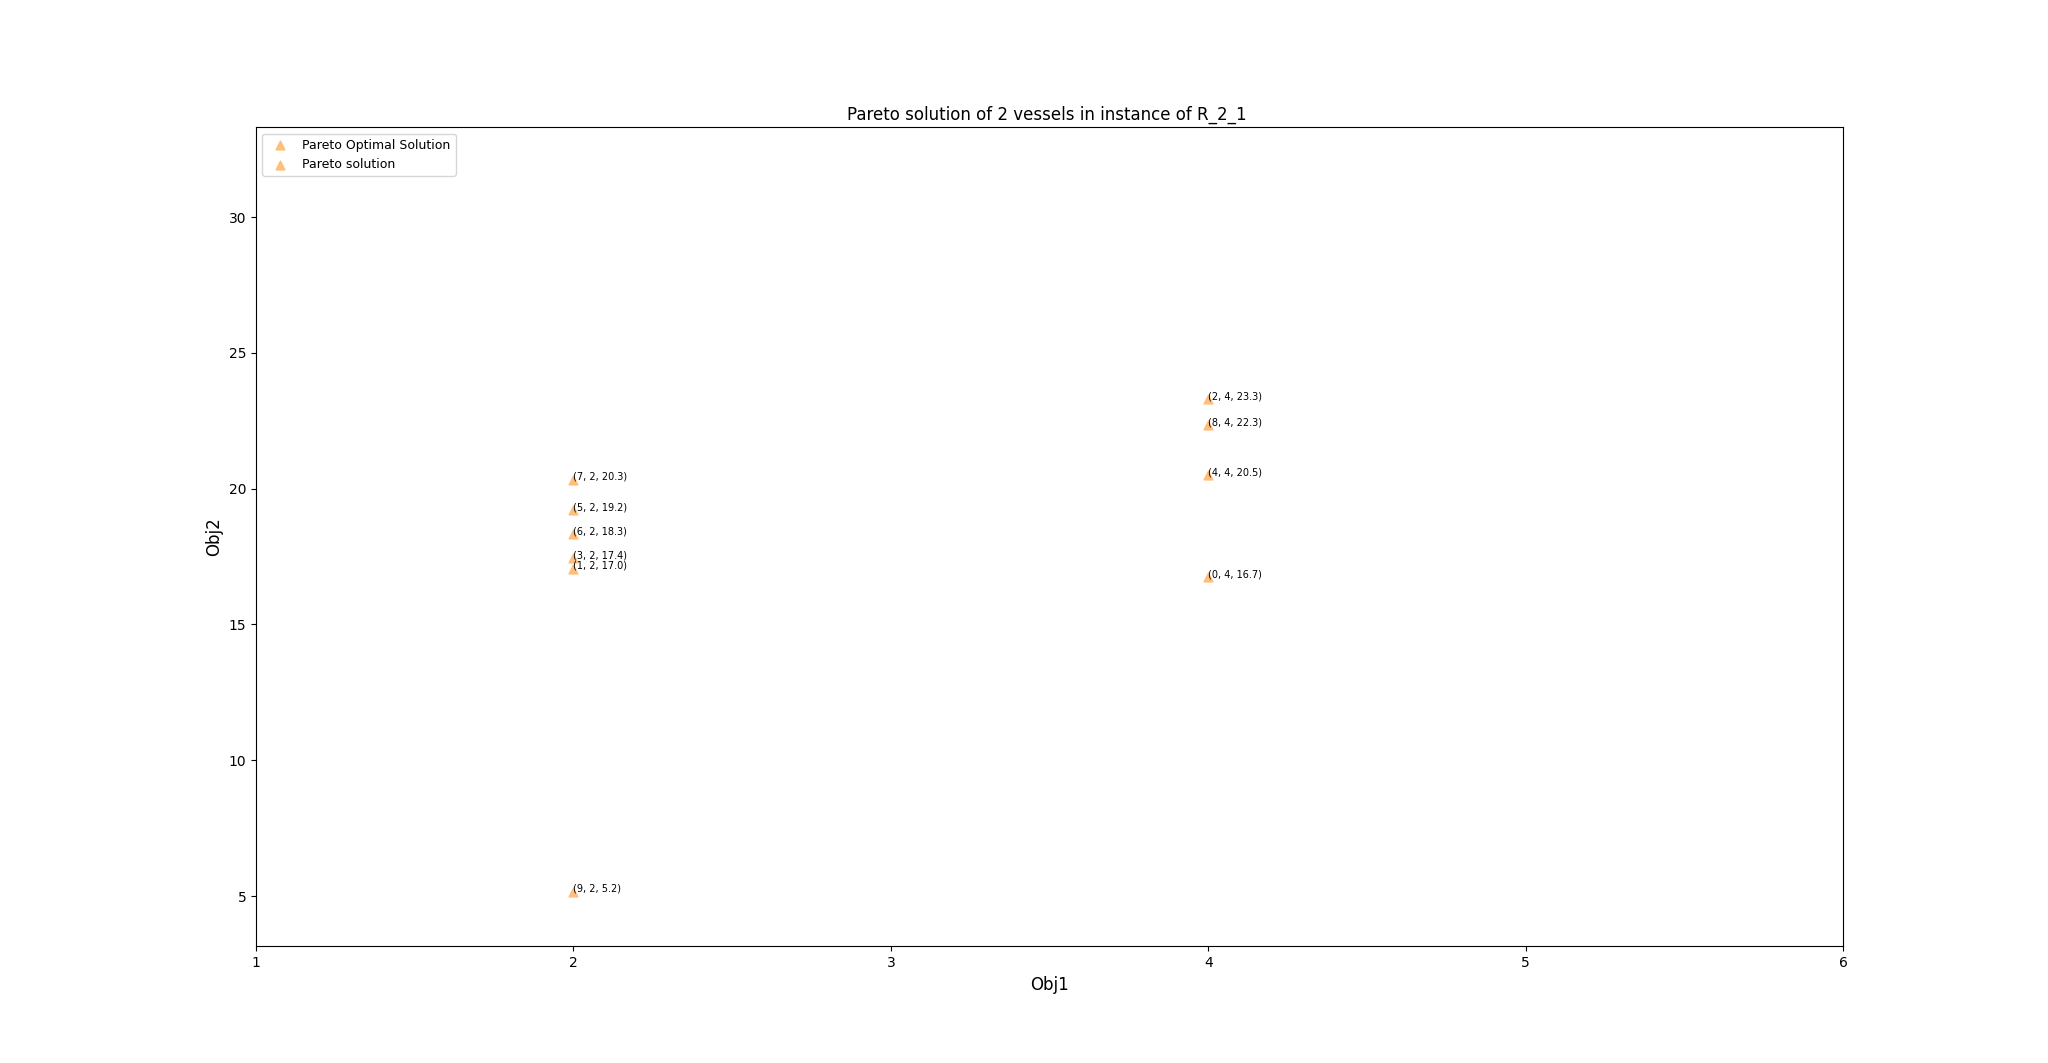 Pareto solution of 2 vessels in instance of R_2_1
Pareto Optimal Solution
Pareto solution
30
25
20
15
10
5
Obj2
(2, 4, 23.3)
(8, 4, 22.3)
(4, 4, 20.5)
(7, 2, 20.3)
(5, 2, 19.2)
(6, 2, 18.3)
(3, 2, 17.4)
(1, 2, 17.0)
(0, 4, 16.7)
(9, 2, 5.2)
1 2 3 4 5 6
Obj1